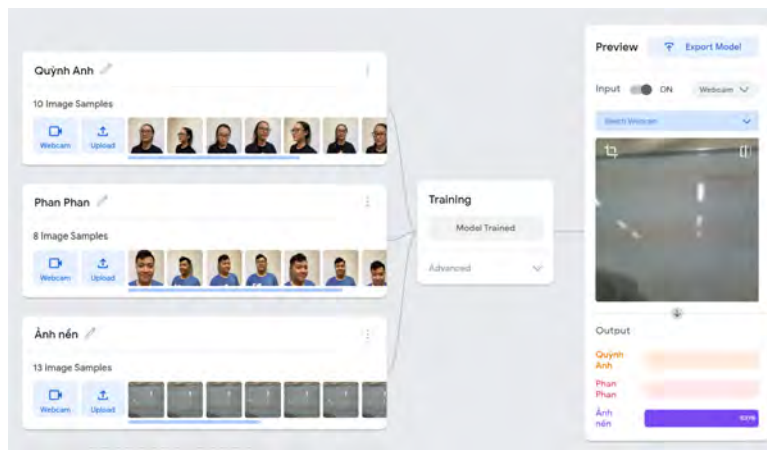 Quỳnh Anh
10 Image Samples
Webcam
Upload
Phan Phan
8 Image Samples
Webcam
Upload
Ảnh nền
13 Image Samples
Webcam
Upload
Training
Model Trained
Advanced
Preview
Export Model
Input
ON
Webcam
Output
Quỳnh
Anh
Phan
Phan
Ảnh
nền